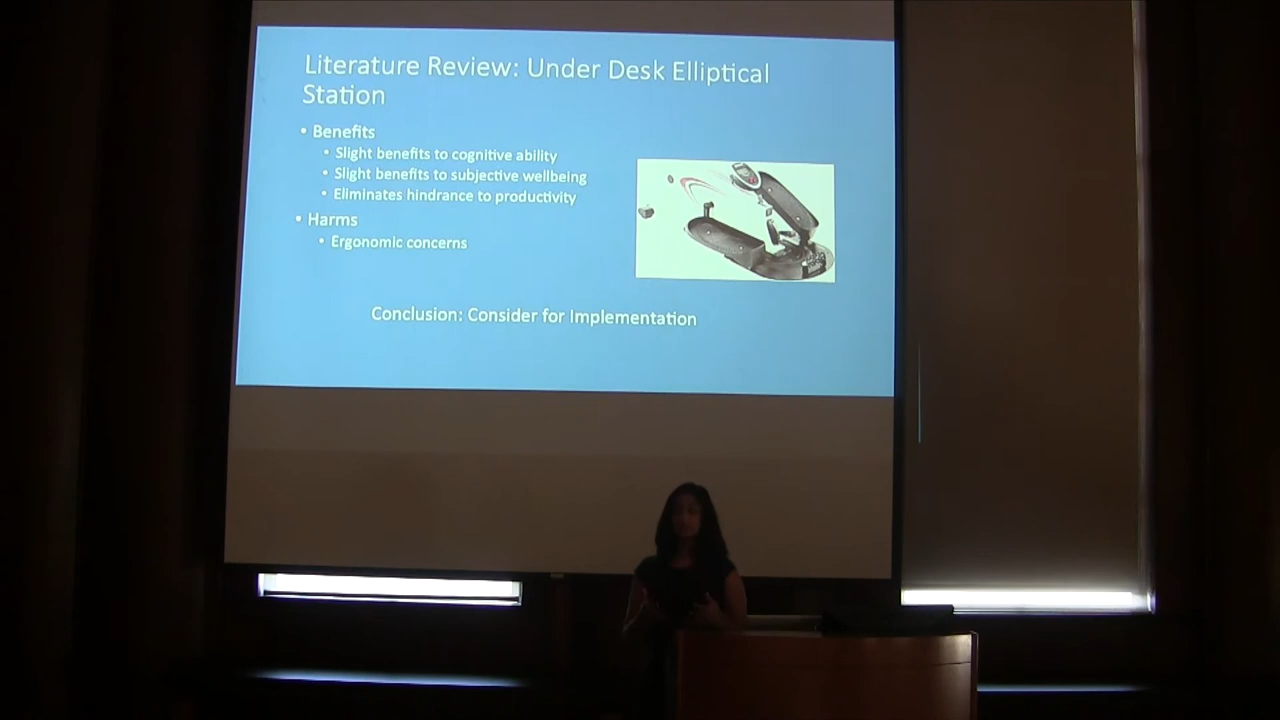 Literature Review: Under Desk Elliptical
Station
• Benefits
• Slight benefits to cognitive ability
• Slight benefits to subjective wellbeing
• Eliminates hindrance to productivity
• Harms
• Ergonomic concerns
Conclusion: Consider for Implementation